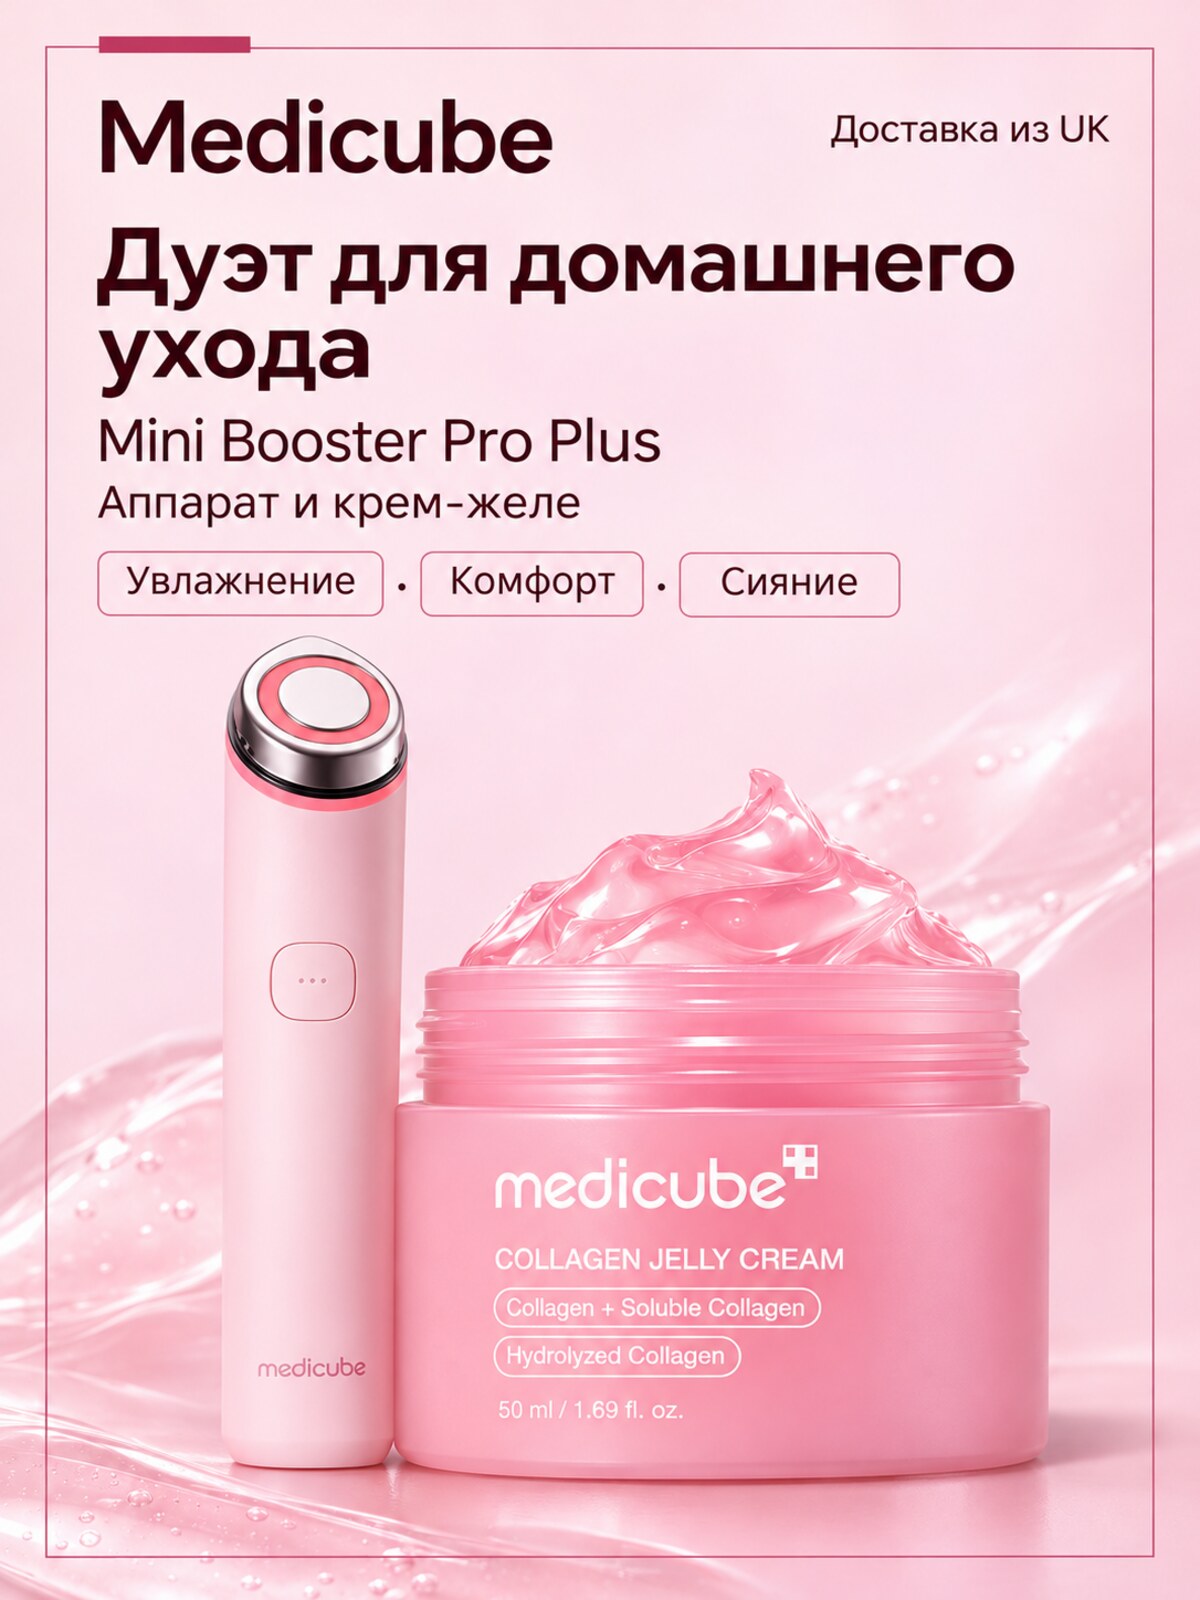 Medicube
Доставка из UK
Дуэт для домашнего
ухода
Mini Booster Pro Plus
Аппарат и крем-желе
Увлажнение • Комфорт • Сияние
medicube
COLLAGEN JELLY CREAM
Collagen + Soluble Collagen
Hydrolyzed Collagen
50 ml / 1.69 fl. oz.
medicube